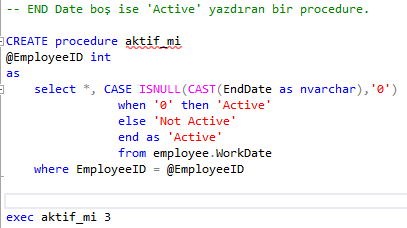 -- END Date boş ise 'Active' yazdıran bir procedure.
CREATE procedure aktif_mi
@EmployeeID int
as
select *, CASE ISNULL(CAST(EndDate as nvarchar),'0')
when '0' then 'Active'
else 'Not Active'
end as 'Active'
from employee.WorkDate
where EmployeeID = @EmployeeID
exec aktif_mi 3